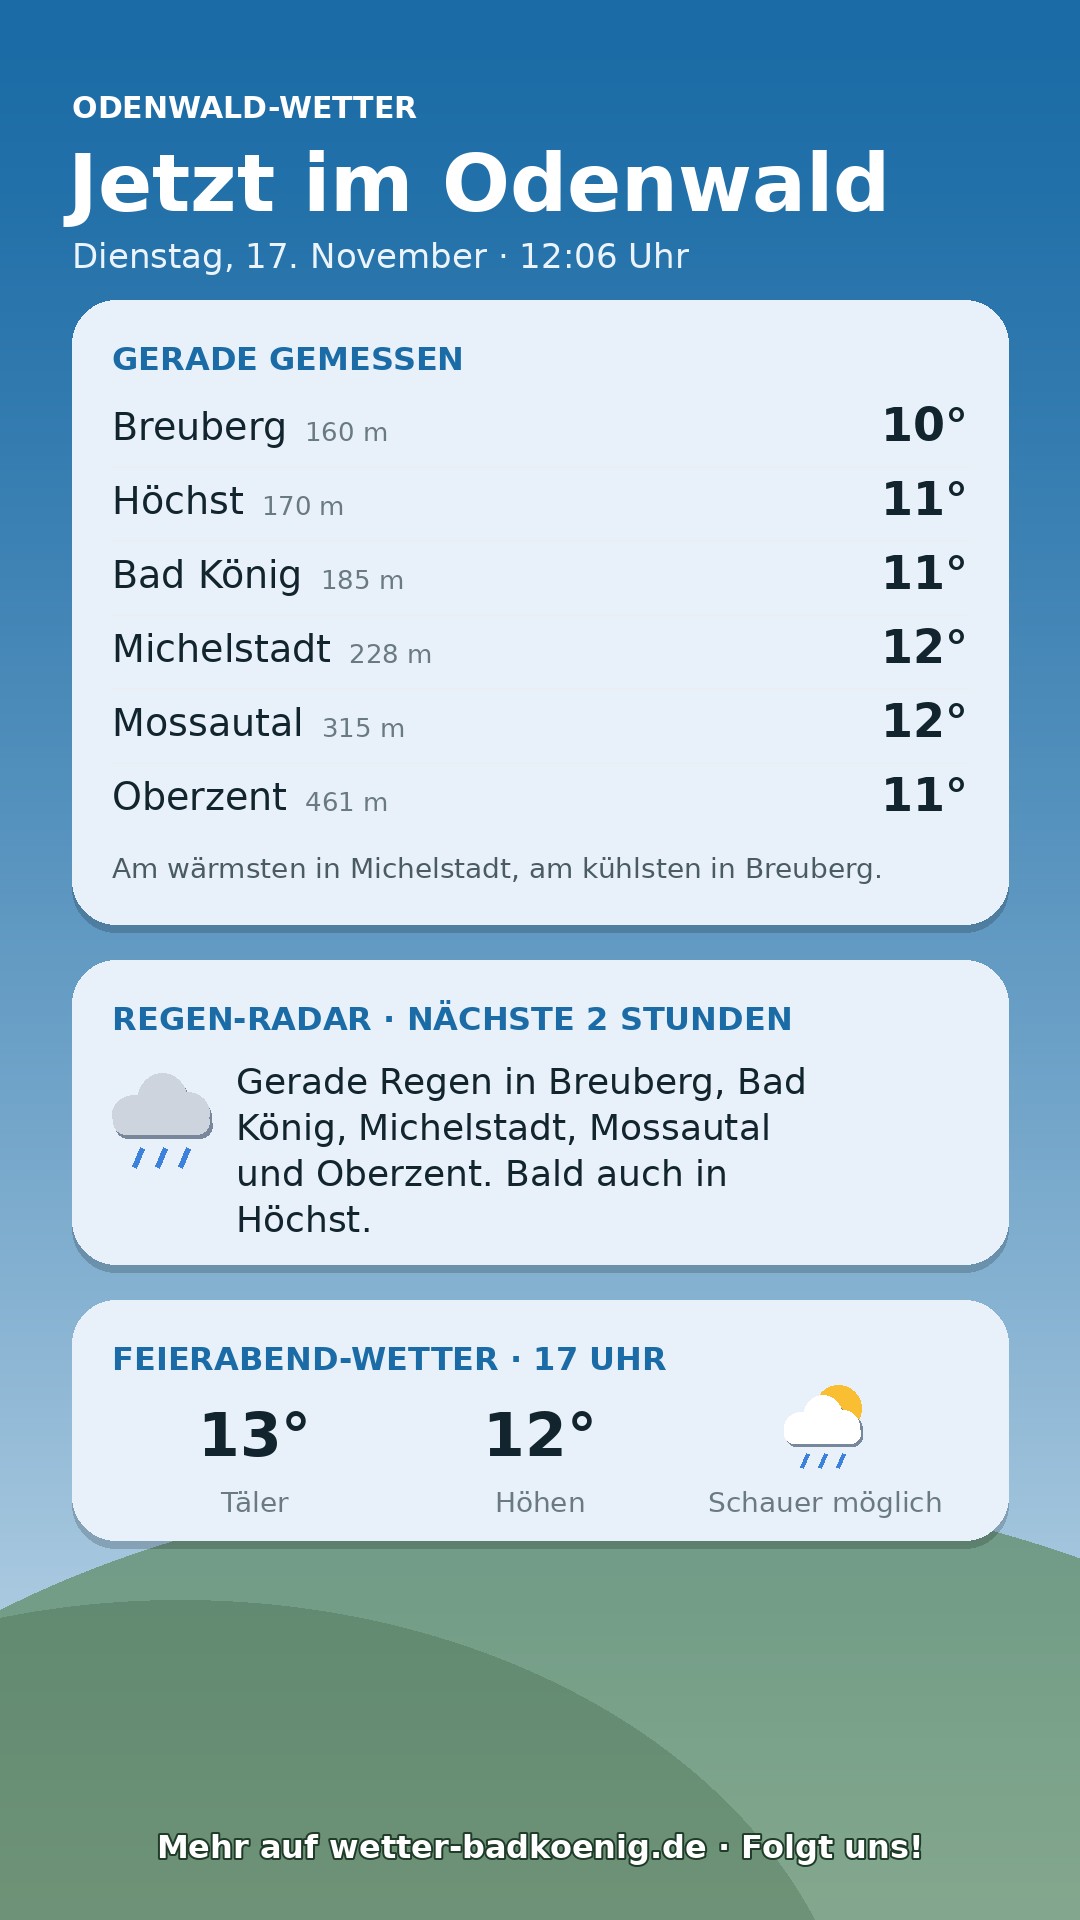 ODENWALD-WETTER
Jetzt im Odenwald
Dienstag, 17. November · 12:06 Uhr
GERADE GEMESSEN
Breuberg 160 m 10°
Höchst 170 m 11°
Bad König 185 m 11°
Michelstadt 228 m 12°
Mossautal 315 m 12°
Oberzent 461 m 11°
Am wärmsten in Michelstadt, am kühlsten in Breuberg.
REGEN-RADAR · NÄCHSTE 2 STUNDEN
Gerade Regen in Breuberg, Bad
König, Michelstadt, Mossautal
und Oberzent. Bald auch in
Höchst.
FEIERABEND-WETTER · 17 UHR
13° 12°
Täler Höhen Schauer möglich
Mehr auf wetter-badkoenig.de · Folgt uns!